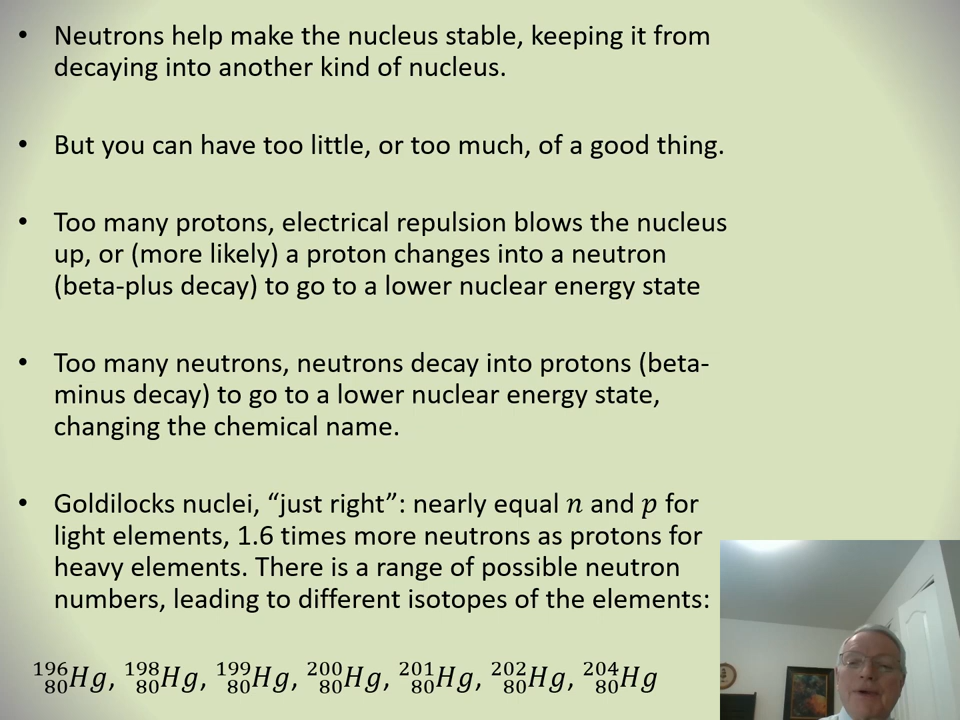 • Neutrons help make the nucleus stable, keeping it from
decaying into another kind of nucleus.
• But you can have too little, or too much, of a good thing.
• Too many protons, electrical repulsion blows the nucleus
up, or (more likely) a proton changes into a neutron
(beta-plus decay) to go to a lower nuclear energy state
• Too many neutrons, neutrons decay into protons (beta-
minus decay) to go to a lower nuclear energy state,
changing the chemical name.
• Goldilocks nuclei, “just right”: nearly equal n and p for
light elements, 1.6 times more neutrons as protons for
heavy elements. There is a range of possible neutron
numbers, leading to different isotopes of the elements:
¹⁹⁶₈₀Hg, ¹⁹⁸₈₀Hg, ¹⁹⁹₈₀Hg, ²⁰⁰₈₀Hg, ²⁰¹₈₀Hg, ²⁰²₈₀Hg, ²⁰⁴₈₀Hg